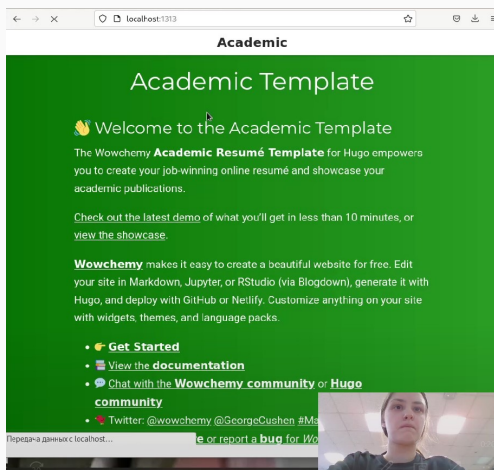 localhost:1313
Academic
Academic Template
👋 Welcome to the Academic Template
The Wowchemy Academic Resumé Template for Hugo empowers
you to create your job-winning online resumé and showcase your
academic publications.
Check out the latest demo of what you'll get in less than 10 minutes, or
view the showcase.
Wowchemy makes it easy to create a beautiful website for free. Edit
your site in Markdown, Jupyter, or RStudio (via Blogdown), generate it with
Hugo, and deploy with GitHub or Netlify. Customize anything on your site
with widgets, themes, and language packs.
• 👉 Get Started
• 📚 View the documentation
• 💬 Chat with the Wowchemy community or Hugo
community
• 🐦 Twitter: @wowchemy @GeorgeCushen
Передача данных с localhost...
or report a bug for